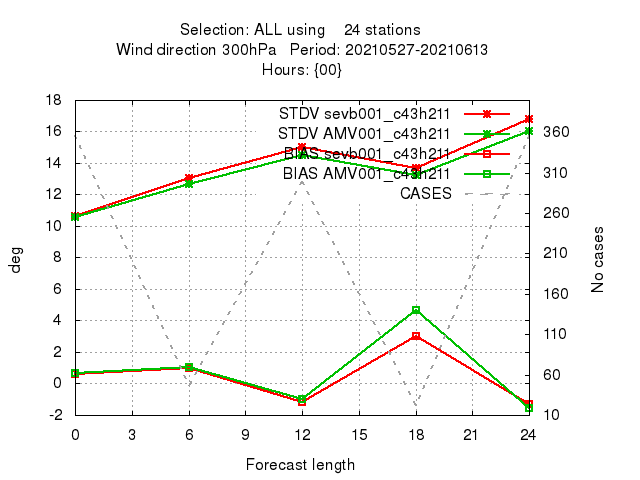 Selection: ALL using 24 stations
Wind direction 300hPa Period: 20210527-20210613
Hours: {00}
STDV sevb001_c43h211
STDV AMV001_c43h211
BIAS sevb001_c43h211
BIAS AMV001_c43h211
CASES
18
16
14
12
10
8
6
4
2
0
-2
deg
360
310
260
210
160
110
60
10
No cases
0 3 6 9 12 15 18 21 24
Forecast length